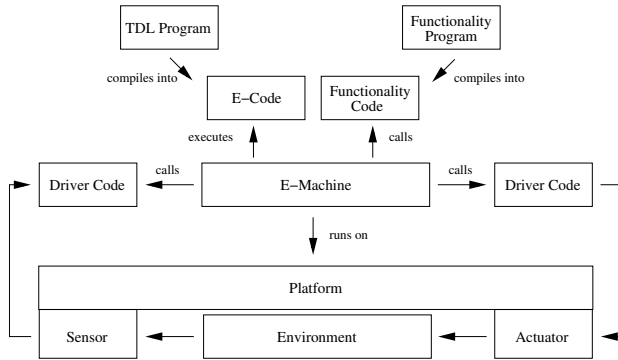 TDL Program
Functionality
Program
compiles into
compiles into
E−Code
Functionality
Code
executes
calls
calls
calls
Driver Code
E−Machine
Driver Code
runs on
Platform
Sensor
Environment
Actuator